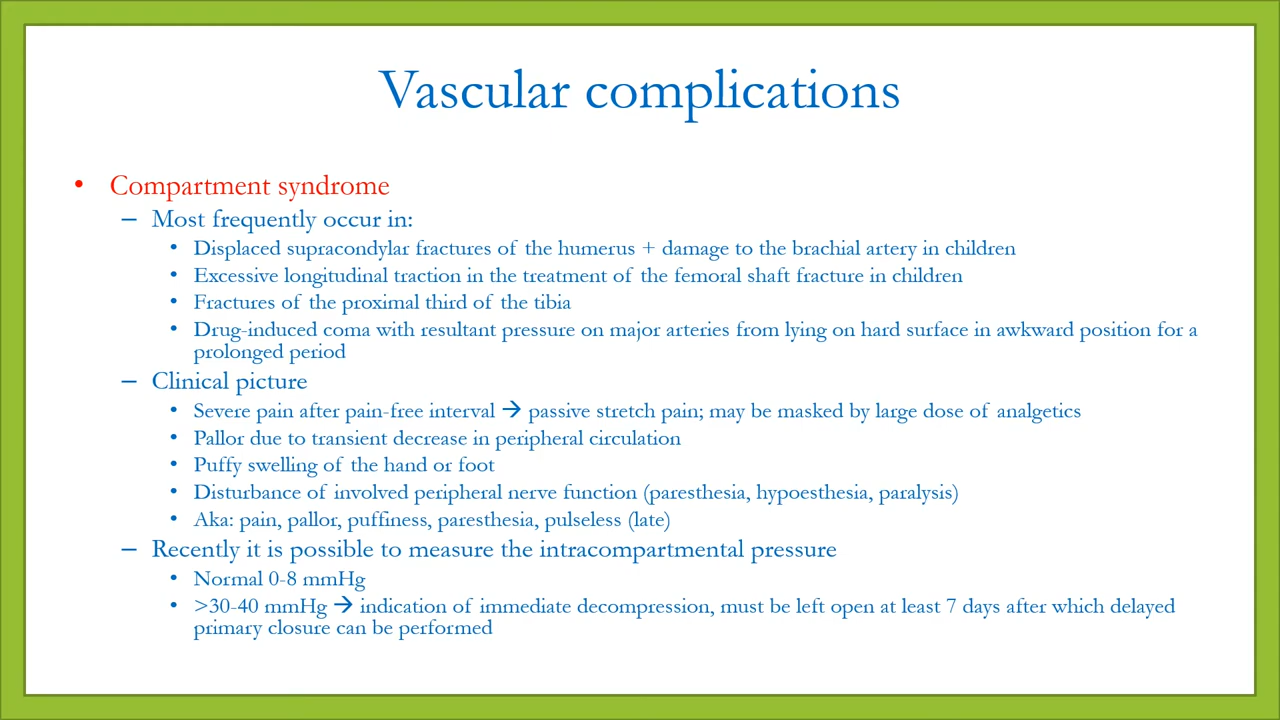 Vascular complications
• Compartment syndrome
– Most frequently occur in:
• Displaced supracondylar fractures of the humerus + damage to the brachial artery in children
• Excessive longitudinal traction in the treatment of the femoral shaft fracture in children
• Fractures of the proximal third of the tibia
• Drug-induced coma with resultant pressure on major arteries from lying on hard surface in awkward position for a
prolonged period
– Clinical picture
• Severe pain after pain-free interval → passive stretch pain; may be masked by large dose of analgetics
• Pallor due to transient decrease in peripheral circulation
• Puffy swelling of the hand or foot
• Disturbance of involved peripheral nerve function (paresthesia, hypoesthesia, paralysis)
• Aka: pain, pallor, puffiness, paresthesia, pulseless (late)
– Recently it is possible to measure the intracompartmental pressure
• Normal 0-8 mmHg
• >30-40 mmHg → indication of immediate decompression, must be left open at least 7 days after which delayed
primary closure can be performed